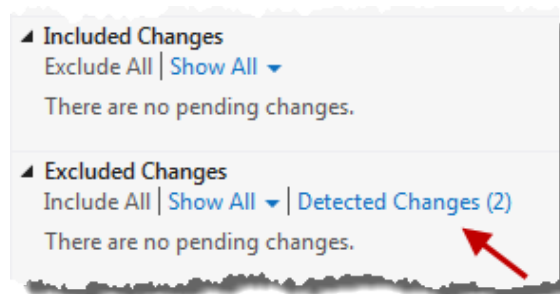 Included Changes
Exclude All | Show All
There are no pending changes.
Excluded Changes
Include All | Show All | Detected Changes (2)
There are no pending changes.